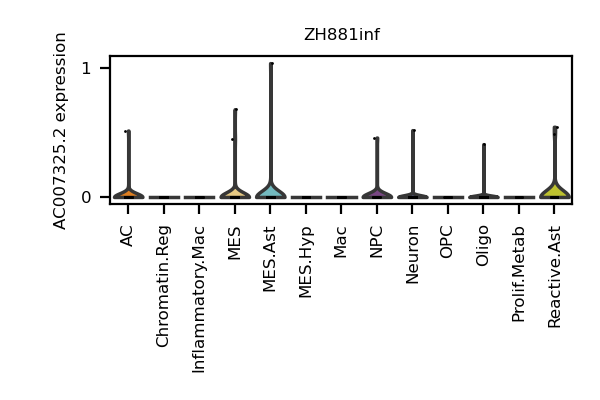 ZH881inf
AC007325.2 expression
1
0
AC
Chromatin.Reg
Inflammatory.Mac
MES
MES.Ast
MES.Hyp
Mac
NPC
Neuron
OPC
Oligo
Prolif.Metab
Reactive.Ast